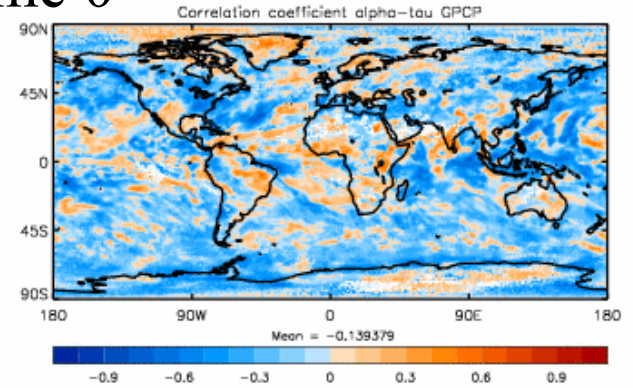 Correlation coefficient alpha-tau GPCP
90N
45N
0
45S
90S
180 90W 0 90E 180
Mean = -0.139379
-0.9 -0.6 -0.3 0 0.3 0.6 0.9